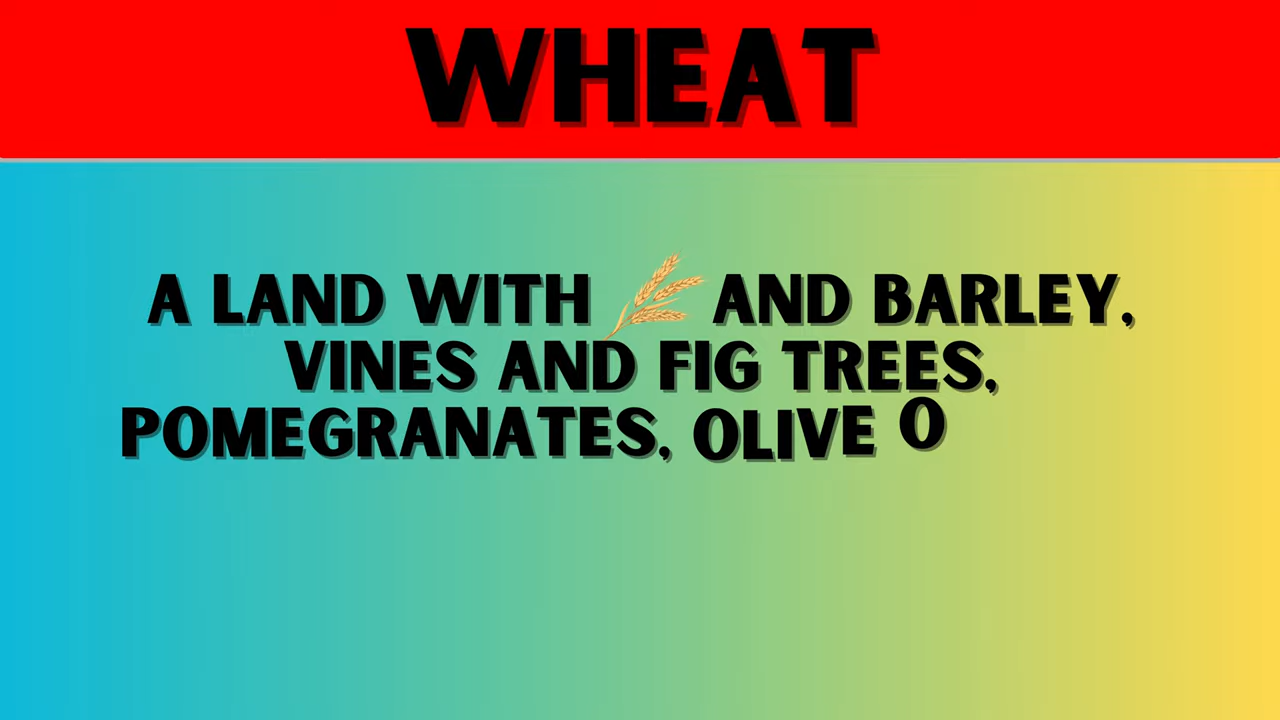 WHEAT
A LAND WITH AND BARLEY,
VINES AND FIG TREES,
POMEGRANATES, OLIVE O